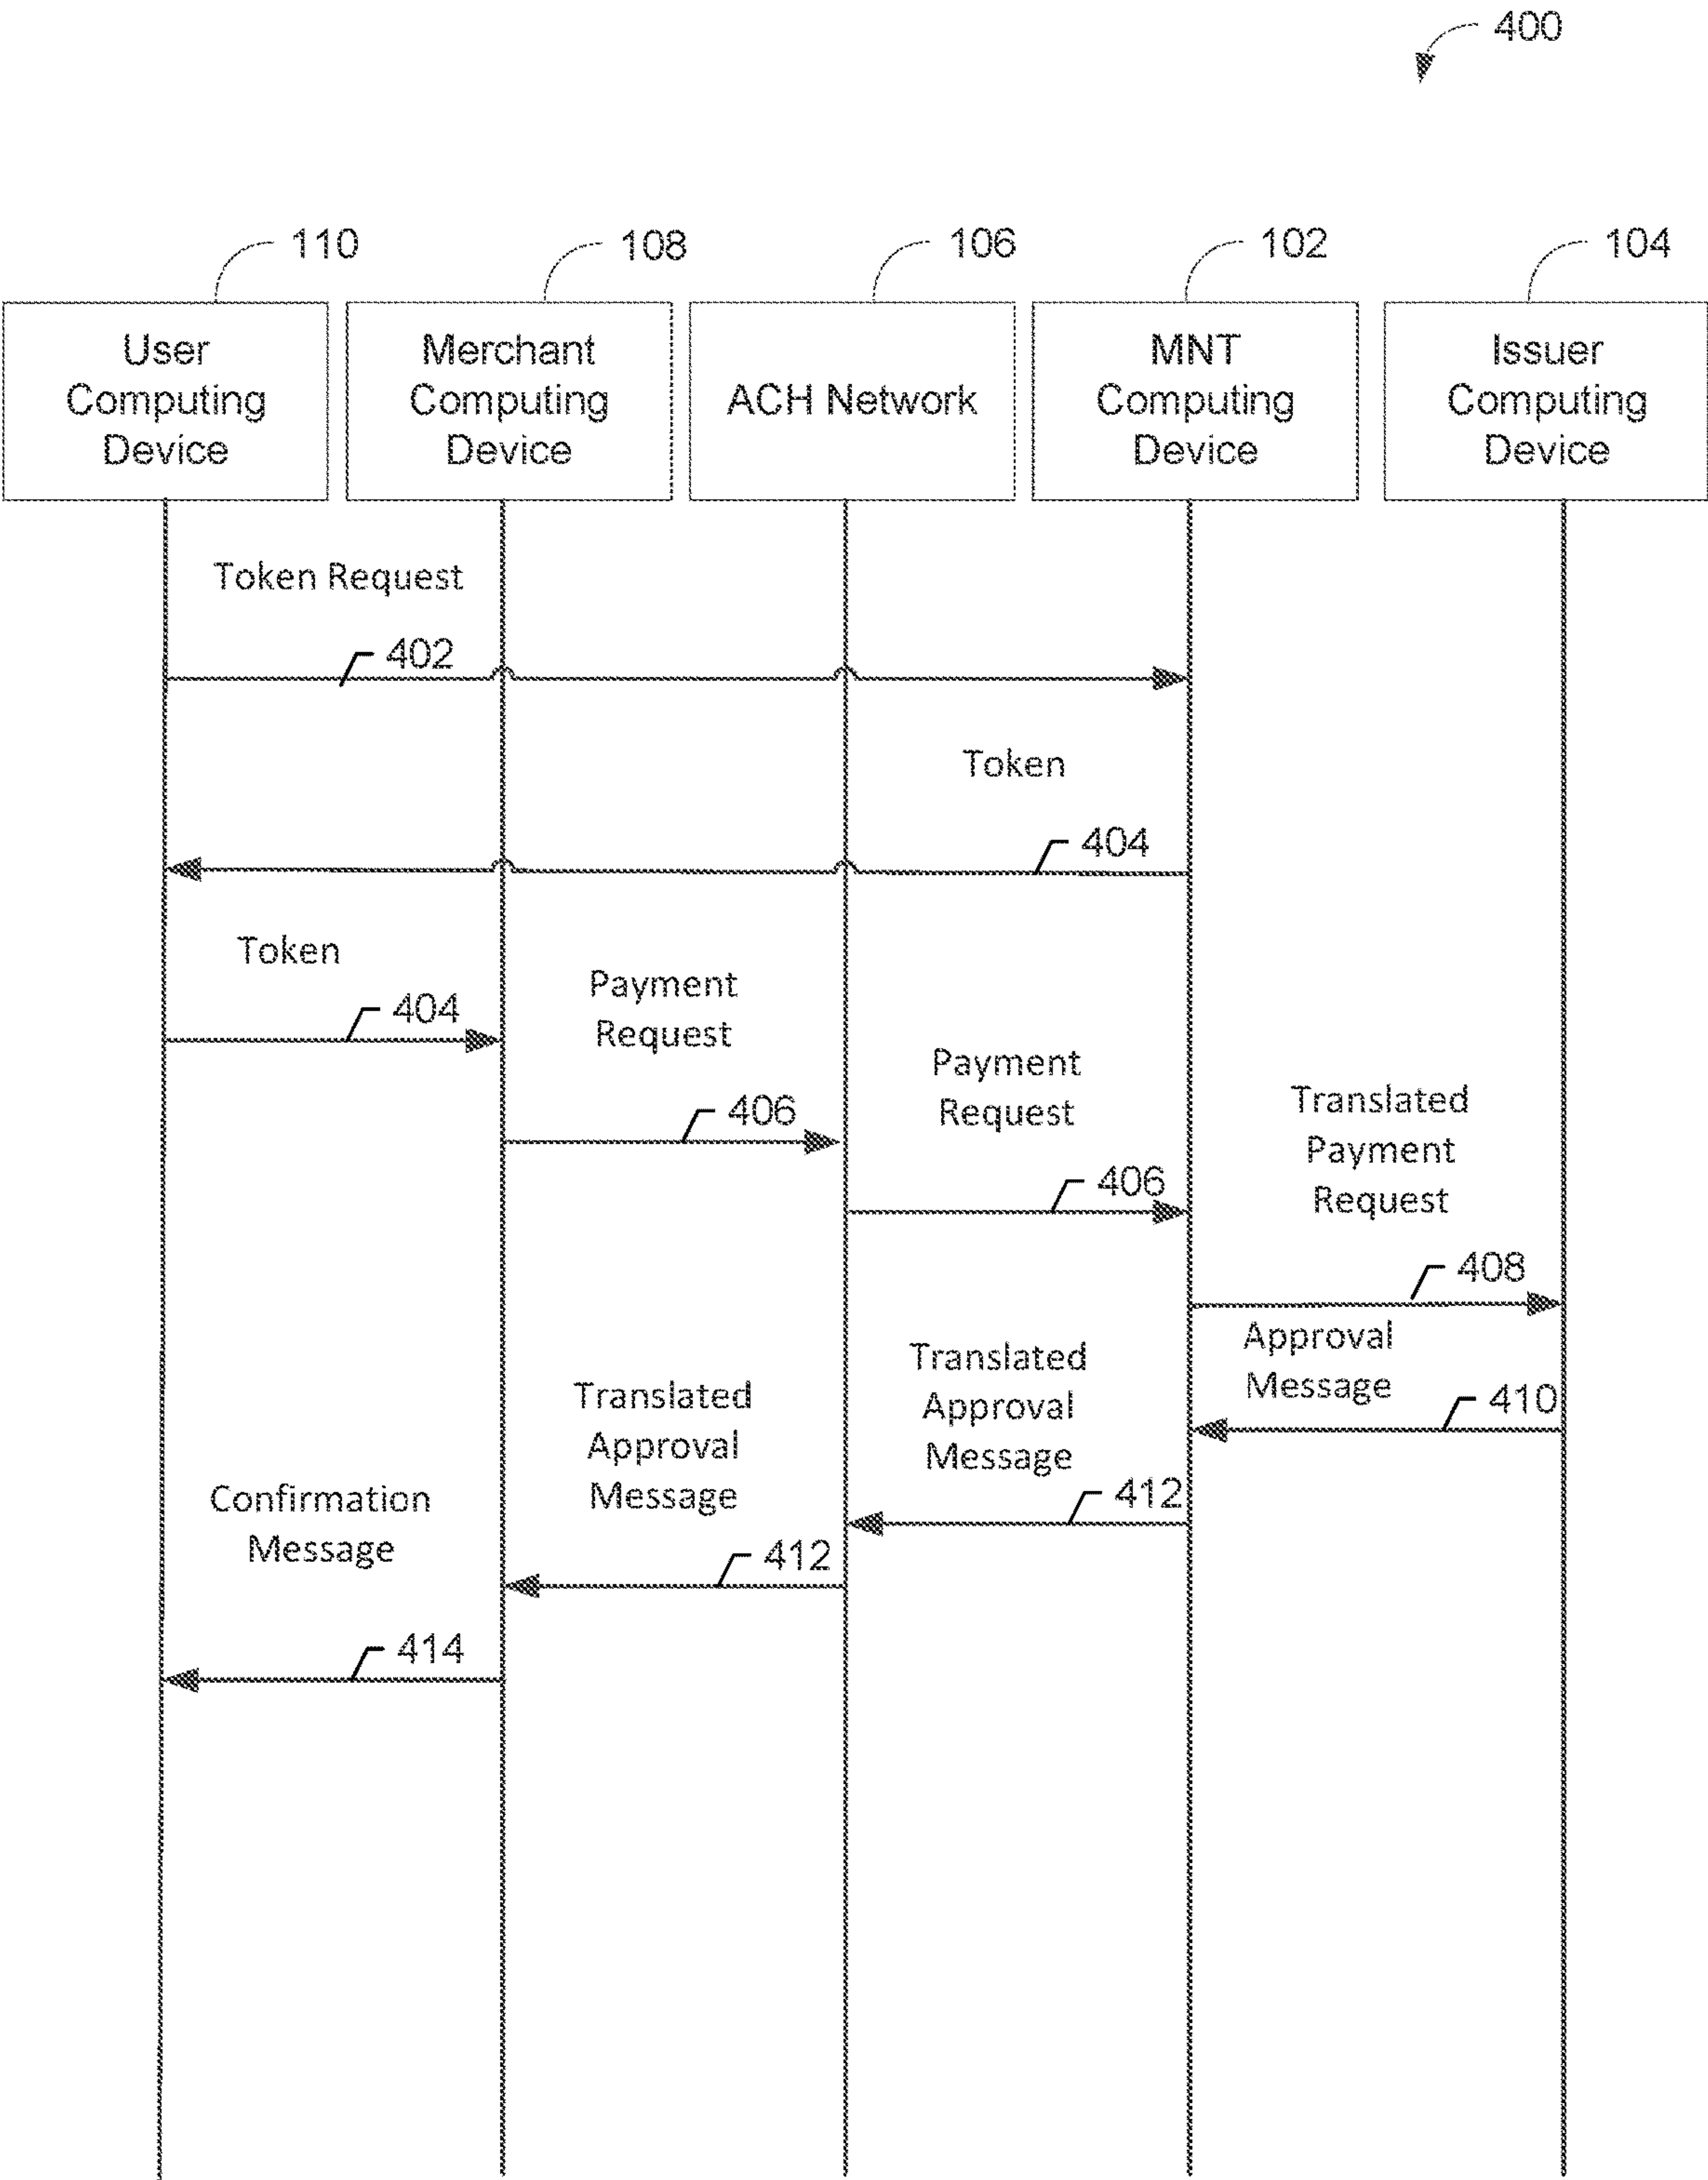 400
110
108
106
102
104
User
Computing
Device
Merchant
Computing
Device
ACH Network
MNT
Computing
Device
Issuer
Computing
Device
Token Request
402
Token
404
Token
404
Payment
Request
406
Payment
Request
406
Translated
Payment
Request
408
Approval
Message
410
Translated
Approval
Message
412
Translated
Approval
Message
412
Confirmation
Message
414